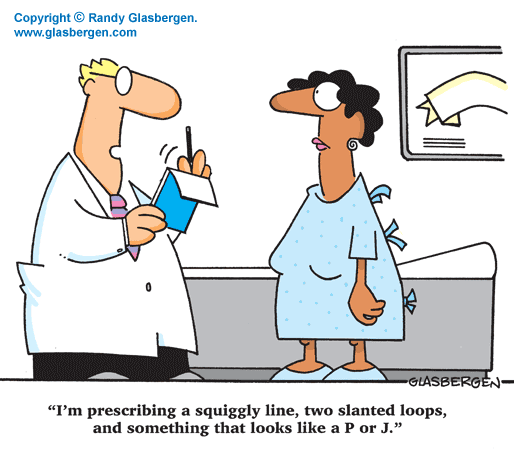 Copyright © Randy Glasbergen.
www.glasbergen.com
GLASBERGEN
“I’m prescribing a squiggly line, two slanted loops,
and something that looks like a P or J.”